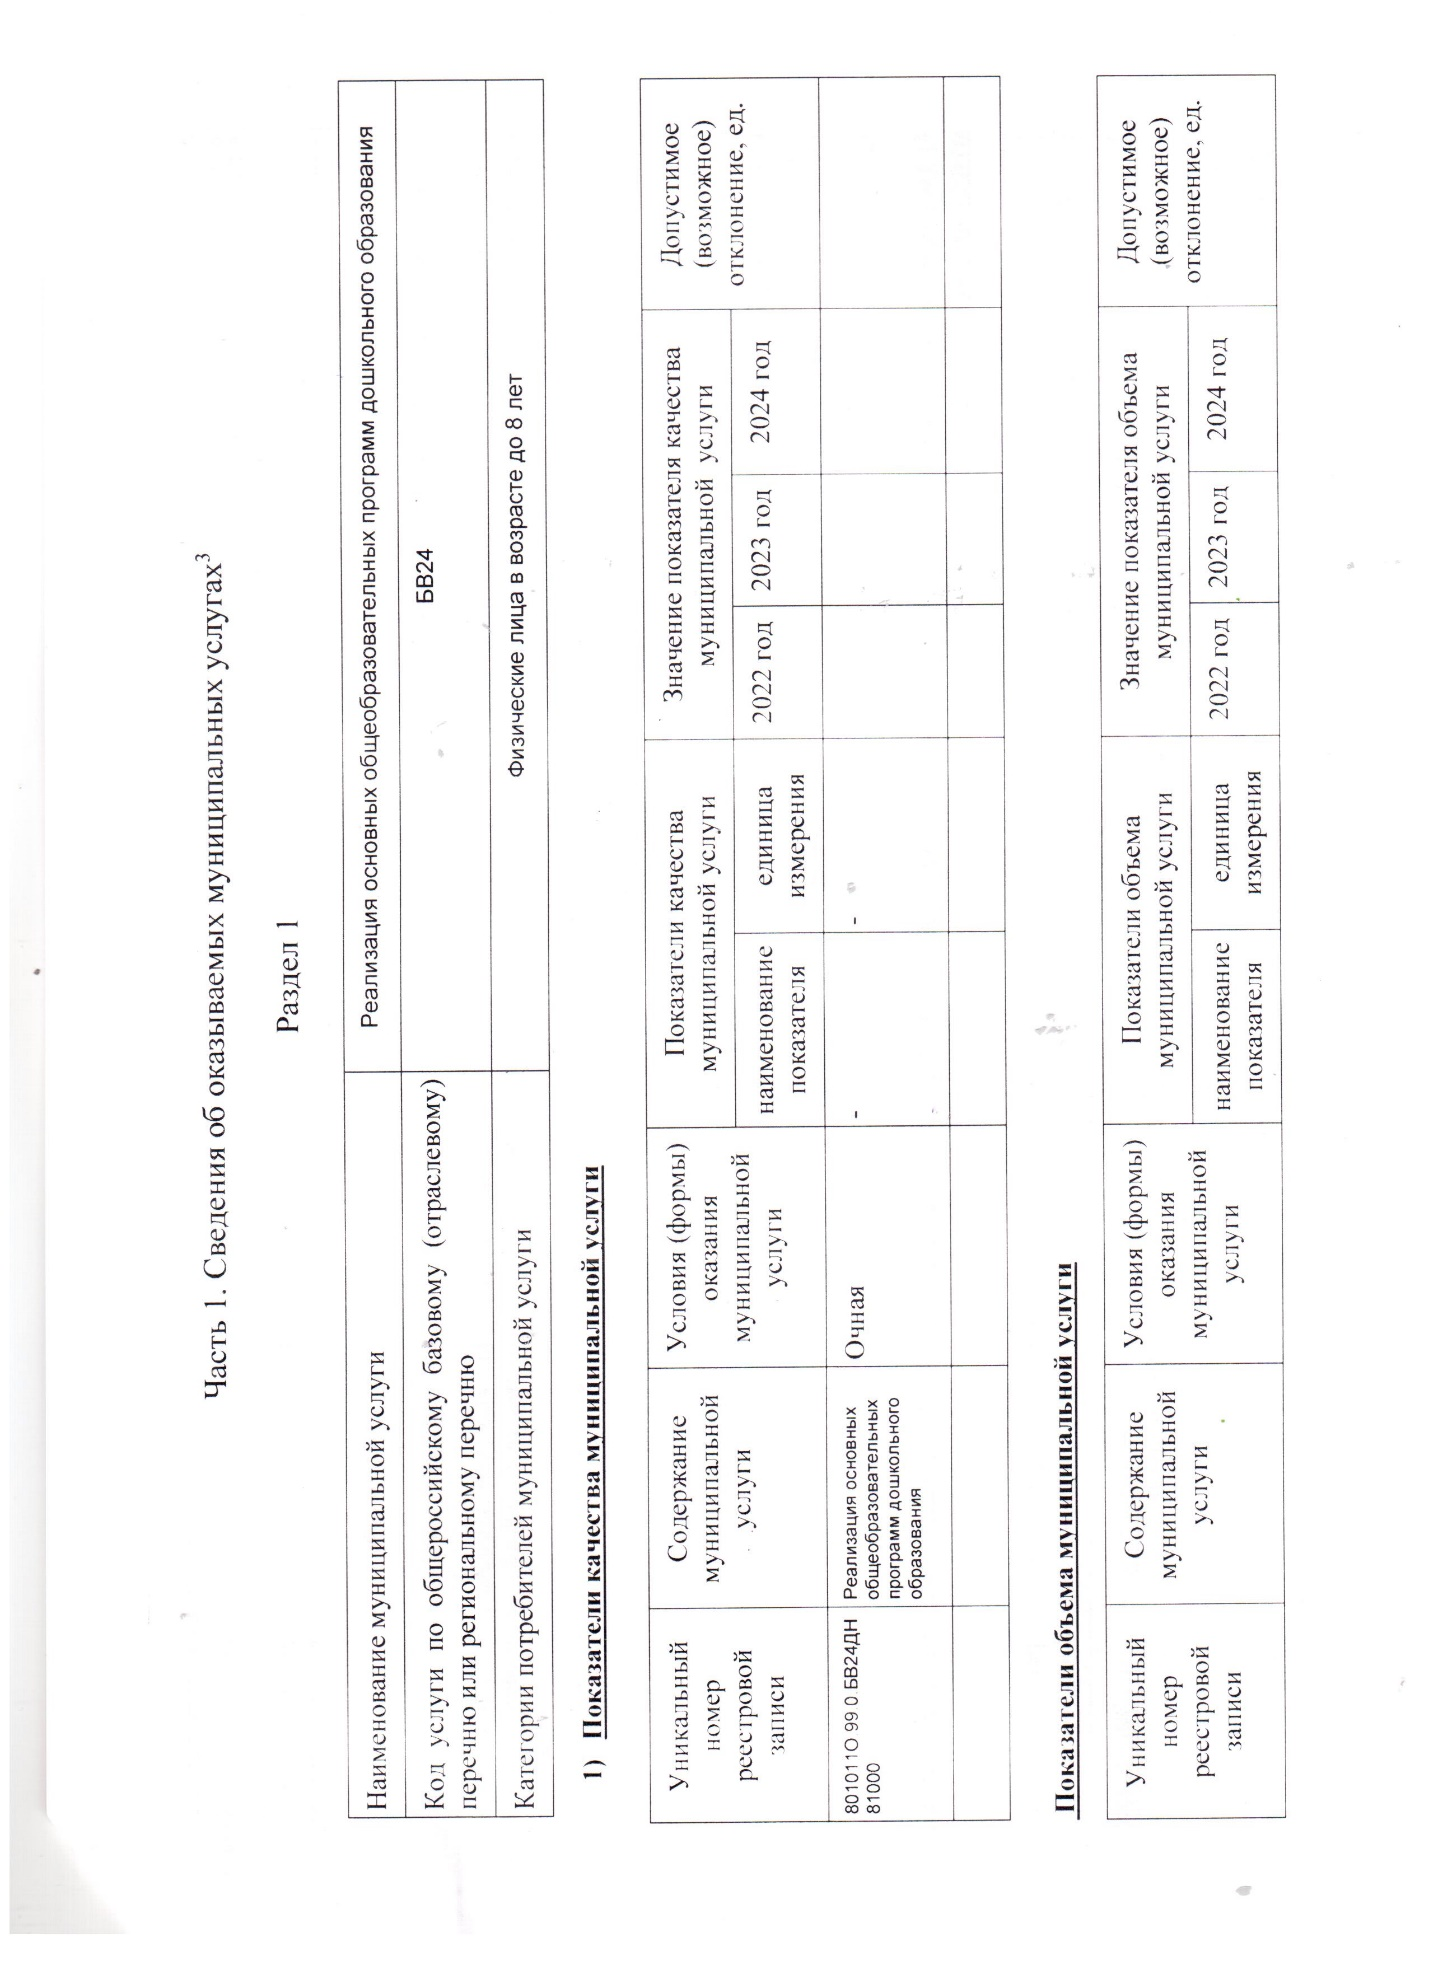 Часть 1. Сведения об оказываемых муниципальных услугах³
Раздел 1
Наименование муниципальной услуги
Реализация основных общеобразовательных программ дошкольного образования
Код услуги по общероссийскому базовому (отраслевому)
перечню или региональному перечню
БВ24
Категории потребителей муниципальной услуги
Физические лица в возрасте до 8 лет
1) Показатели качества муниципальной услуги
Уникальный
номер
реестровой
записи
Содержание
муниципальной
услуги
Условия (формы)
оказания
муниципальной
услуги
Показатели качества
муниципальной услуги
наименование
показателя
единица
измерения
Значение показателя качества
муниципальной услуги
2022 год
2023 год
2024 год
Допустимое
(возможное)
отклонение, ед.
801011О 99 0 БВ24ДН
81000
Реализация основных
общеобразовательных
программ дошкольного
образования
Очная
-
-
Показатели объема муниципальной услуги
Уникальный
номер
реестровой
записи
Содержание
муниципальной
услуги
Условия (формы)
оказания
муниципальной
услуги
Показатели объема
муниципальной услуги
наименование
показателя
единица
измерения
Значение показателя объема
муниципальной услуги
2022 год
2023 год
2024 год
Допустимое
(возможное)
отклонение, ед.